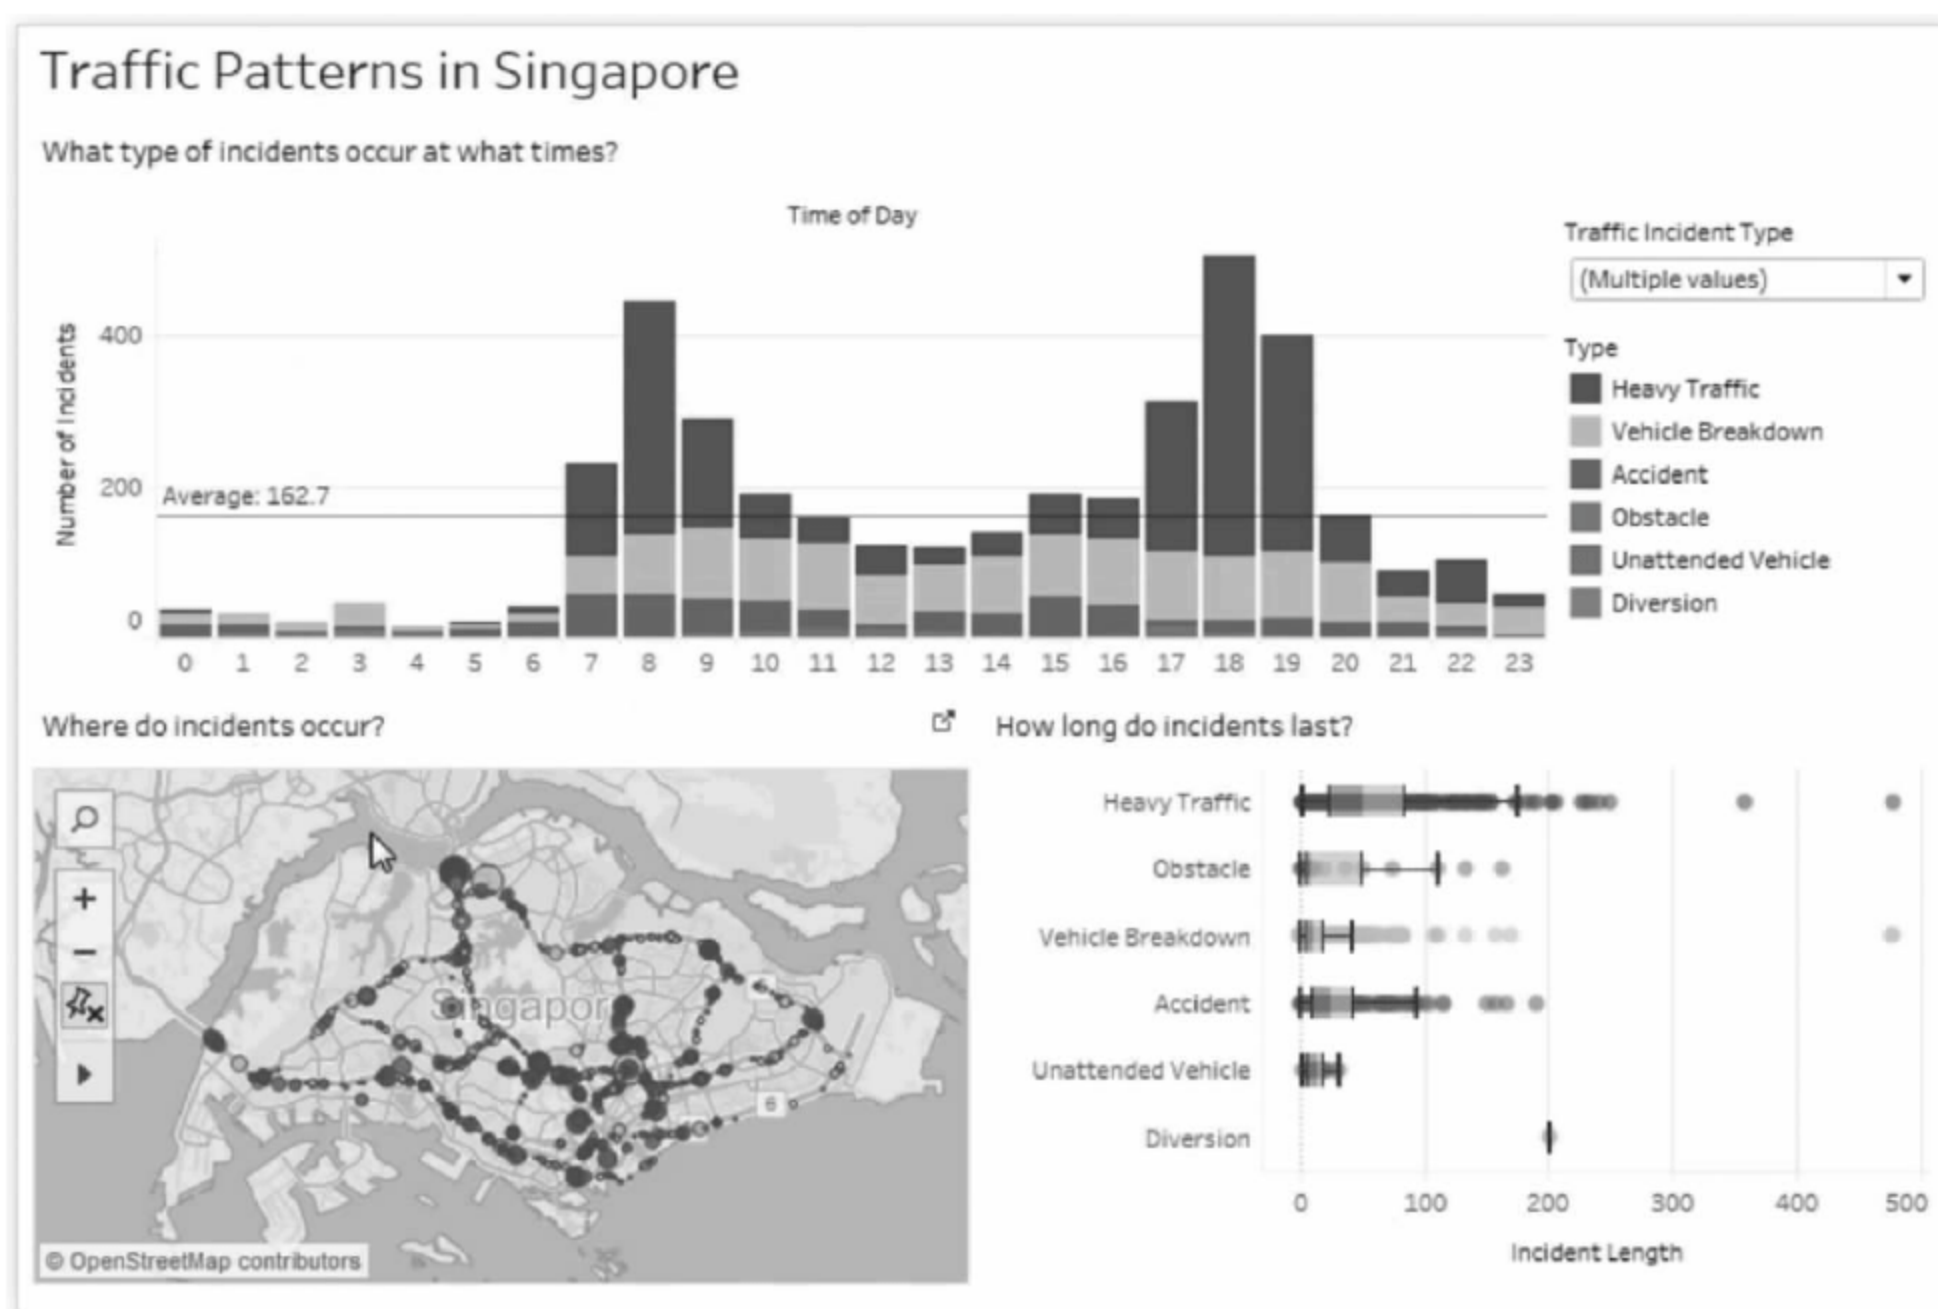 Traffic Patterns in Singapore
What type of incidents occur at what times?
Time of Day
Number of Incidents
400
200
0
Average: 162.7
0 1 2 3 4 5 6 7 8 9 10 11 12 13 14 15 16 17 18 19 20 21 22 23
Traffic Incident Type
(Multiple values)
Type
Heavy Traffic
Vehicle Breakdown
Accident
Obstacle
Unattended Vehicle
Diversion
Where do incidents occur?
Singapor
6
© OpenStreetMap contributors
How long do incidents last?
Heavy Traffic
Obstacle
Vehicle Breakdown
Accident
Unattended Vehicle
Diversion
0 100 200 300 400 500
Incident Length